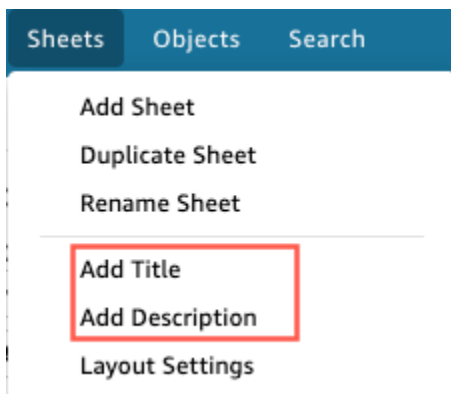 Sheets Objects Search
Add Sheet
Duplicate Sheet
Rename Sheet
Add Title
Add Description
Layout Settings